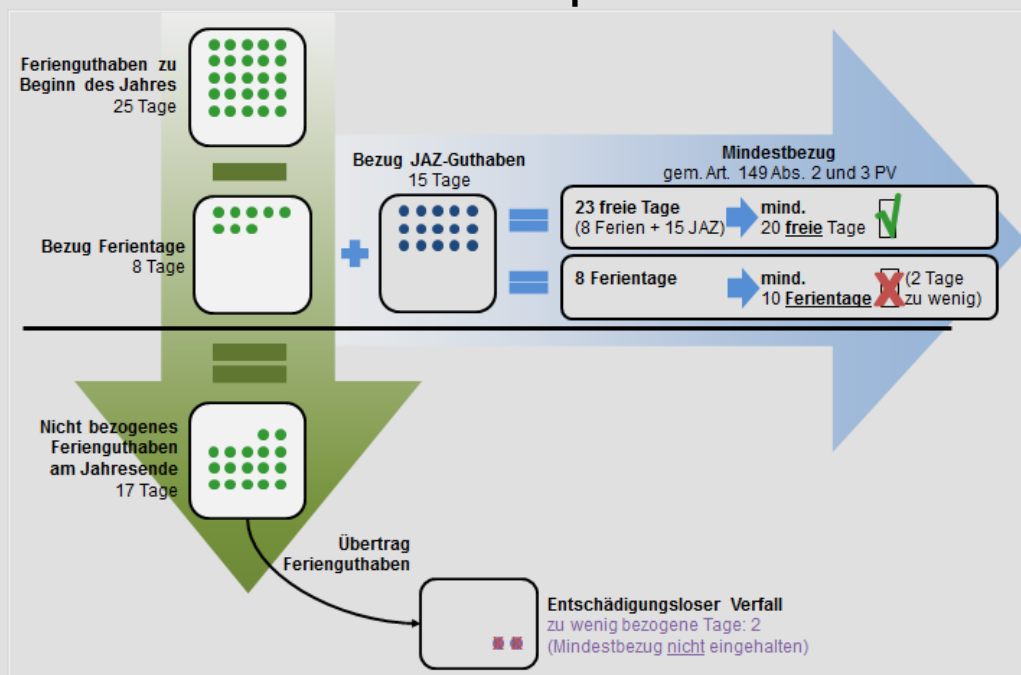 Ferienguthaben zu
Beginn des Jahres
25 Tage
Bezug JAZ-Guthaben
15 Tage
Mindestbezug
gem. Art. 149 Abs. 2 und 3 PV
23 freie Tage
(8 Ferien + 15 JAZ)
mind.
20 freie Tage
Bezug Ferientage
8 Tage
8 Ferientage
mind.
10 Ferientage
(2 Tage
zu wenig)
Nicht bezogenes
Ferienguthaben
am Jahresende
17 Tage
Übertrag
Ferienguthaben
Entschädigungsloser Verfall
zu wenig bezogene Tage: 2
(Mindestbezug nicht eingehalten)